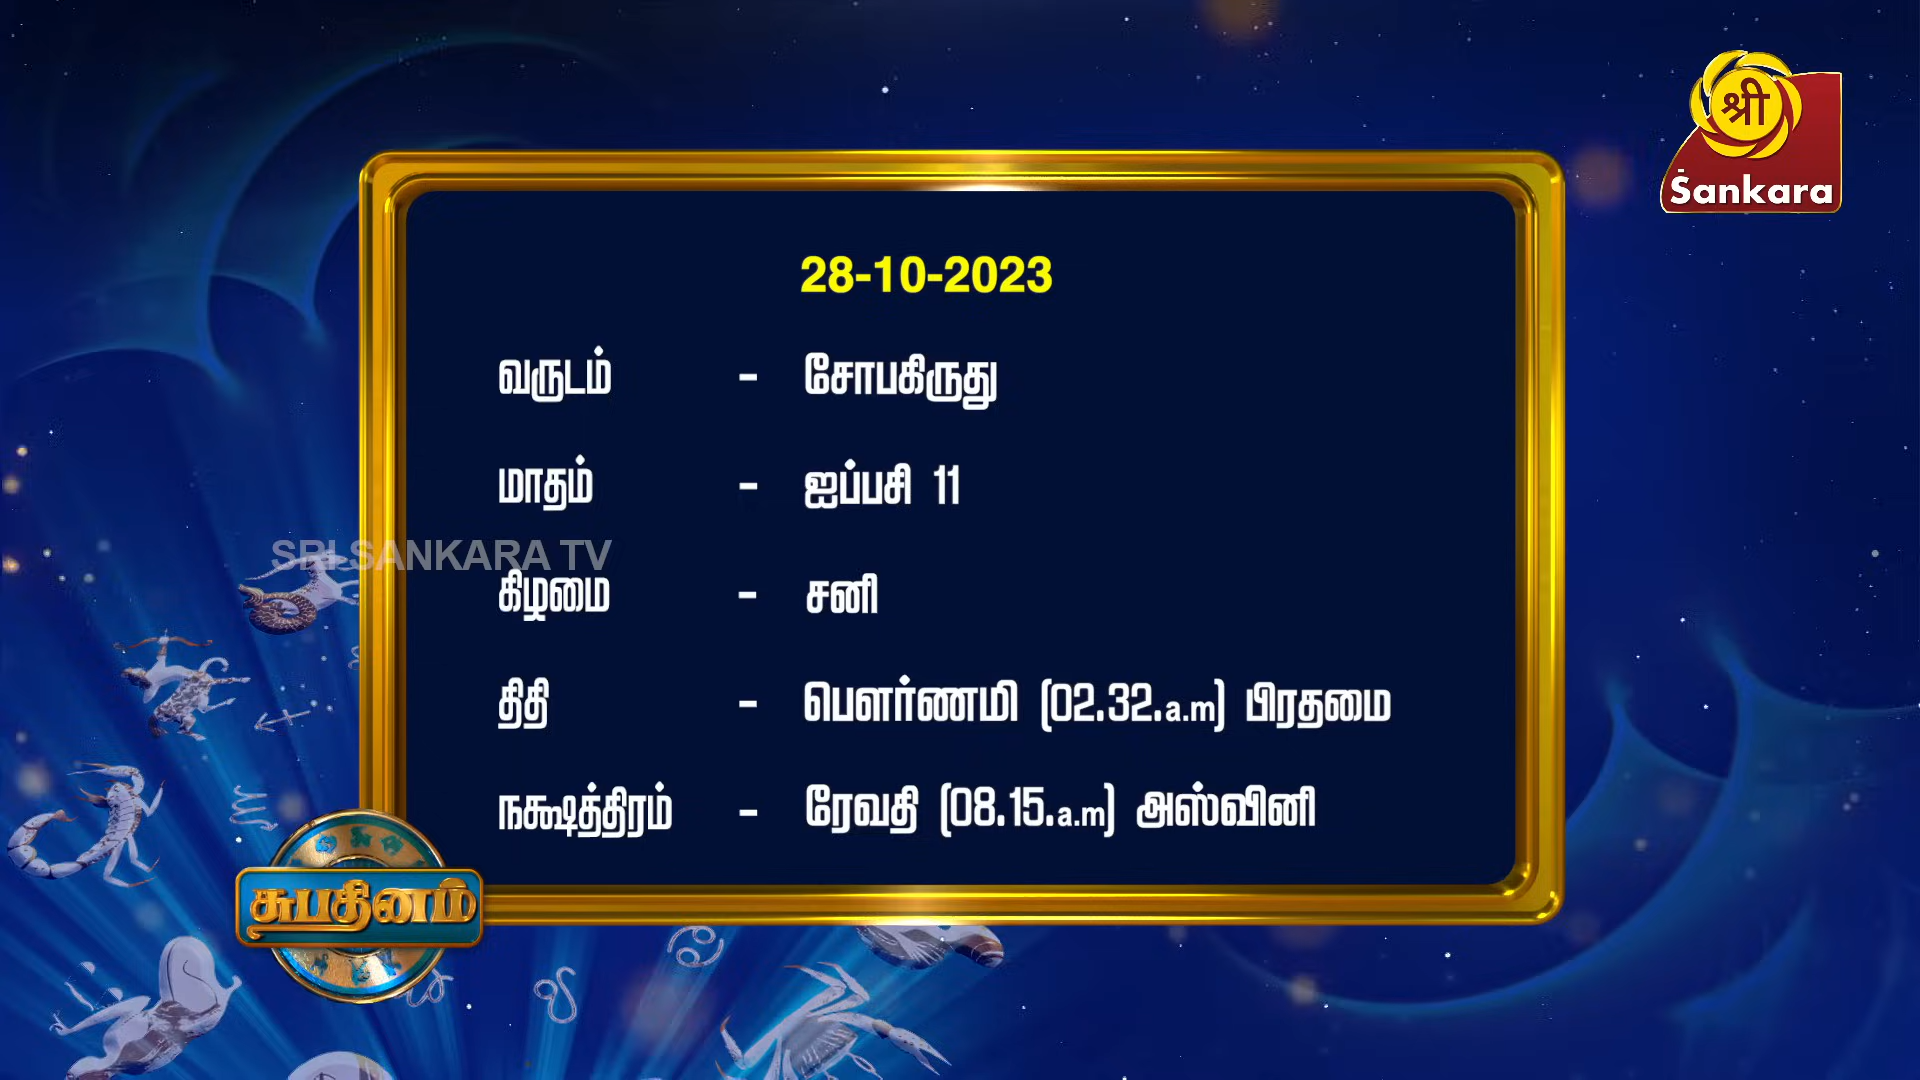 श्री
Sankara
28-10-2023
வருடம் - சோபகிருது
மாதம் - ஐப்பசி 11
SRI SANKARA TV
கிழமை - சனி
திதி - பௌர்ணமி (02.32.a.m) பிரதமை
நக்ஷத்திரம் - ரேவதி (08.15.a.m) அஸ்வினி
சுபதினம்